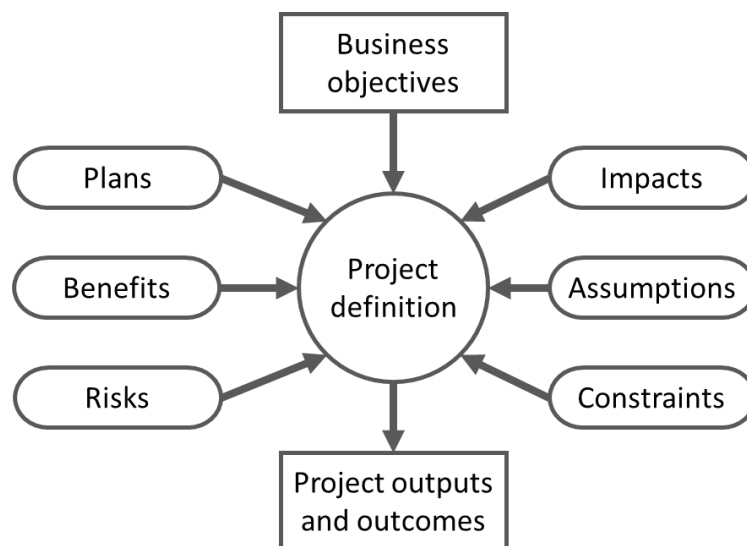 Business
objectives
Plans
Impacts
Project
definition
Benefits
Assumptions
Risks
Constraints
Project outputs
and outcomes